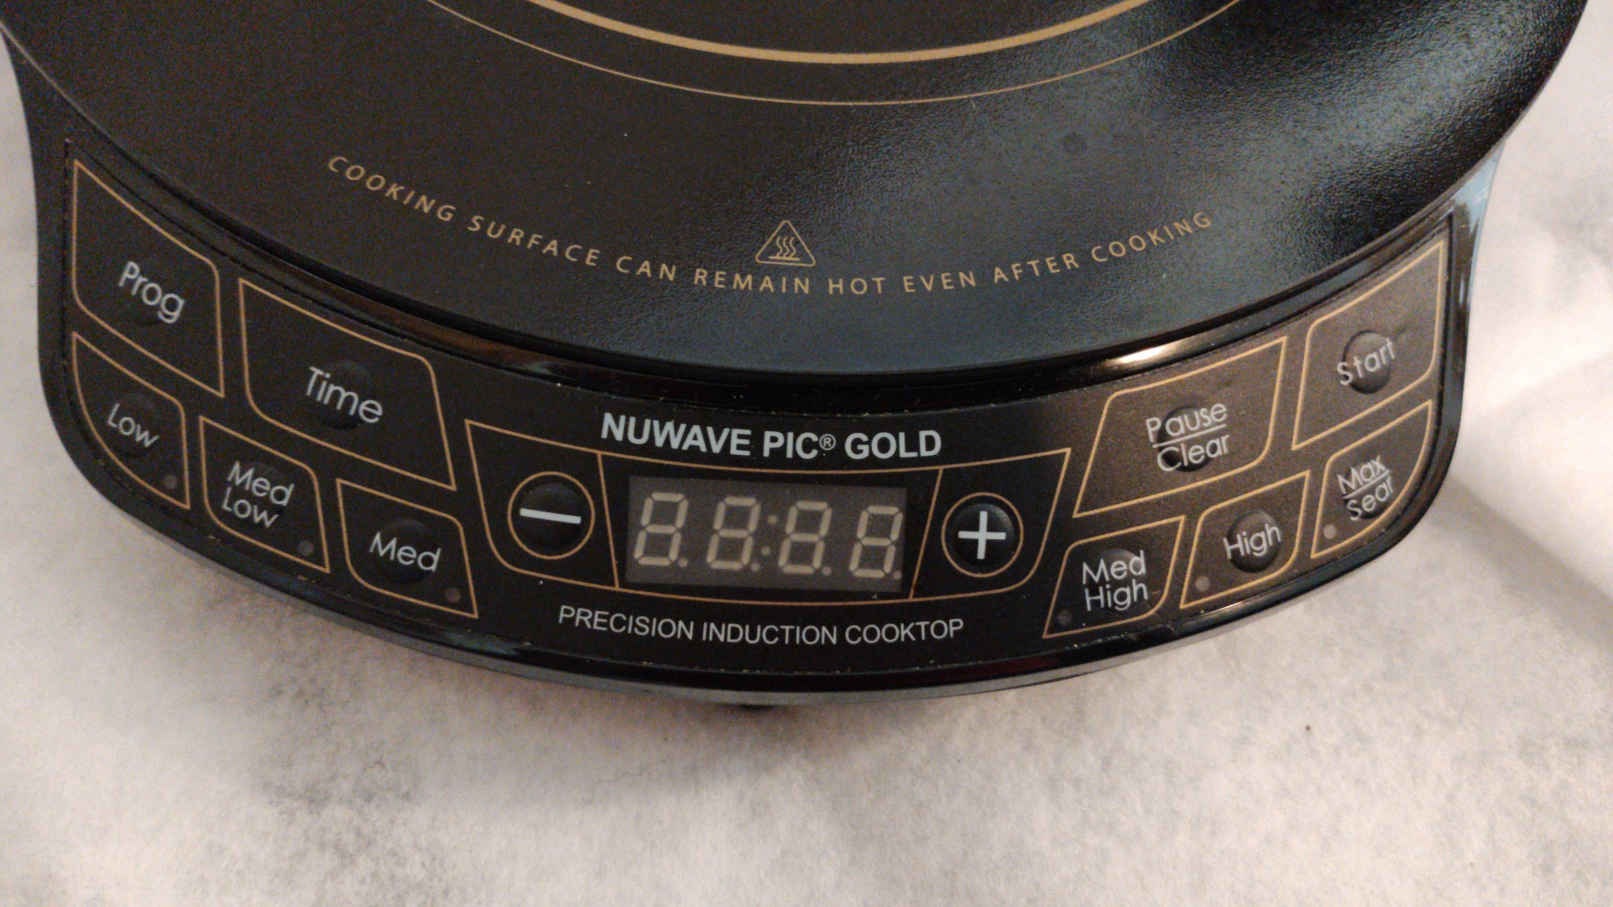 COOKING SURFACE CAN REMAIN HOT EVEN AFTER COOKING
Prog
Time
Low
Med
Low
Med
NUWAVE PIC® GOLD
−
8.8:8.8.
+
PRECISION INDUCTION COOKTOP
Pause
Clear
Start
Med
High
High
Max
Sear